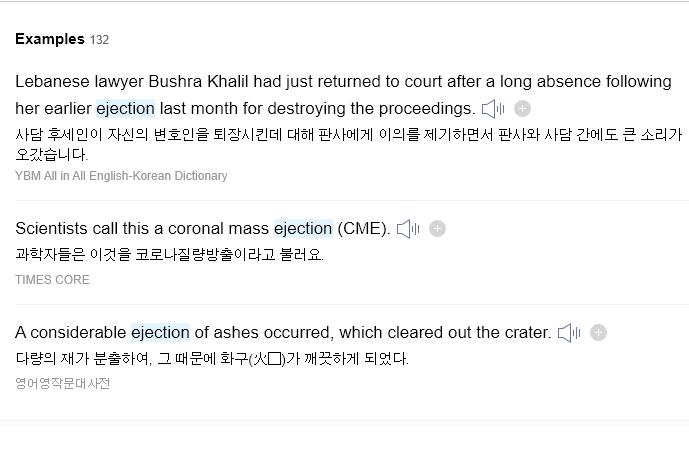 Examples 132
Lebanese lawyer Bushra Khalil had just returned to court after a long absence following
her earlier ejection last month for destroying the proceedings.
사담 후세인이 자신의 변호인을 퇴장시킨데 대해 판사에게 이의를 제기하면서 판사와 사담 간에도 큰 소리가
오갔습니다.
YBM All in All English-Korean Dictionary
Scientists call this a coronal mass ejection (CME).
과학자들은 이것을 코로나질량방출이라고 불러요.
TIMES CORE
A considerable ejection of ashes occurred, which cleared out the crater.
다량의 재가 분출하여, 그 때문에 화구(火口)가 깨끗하게 되었다.
영어영작문대사전